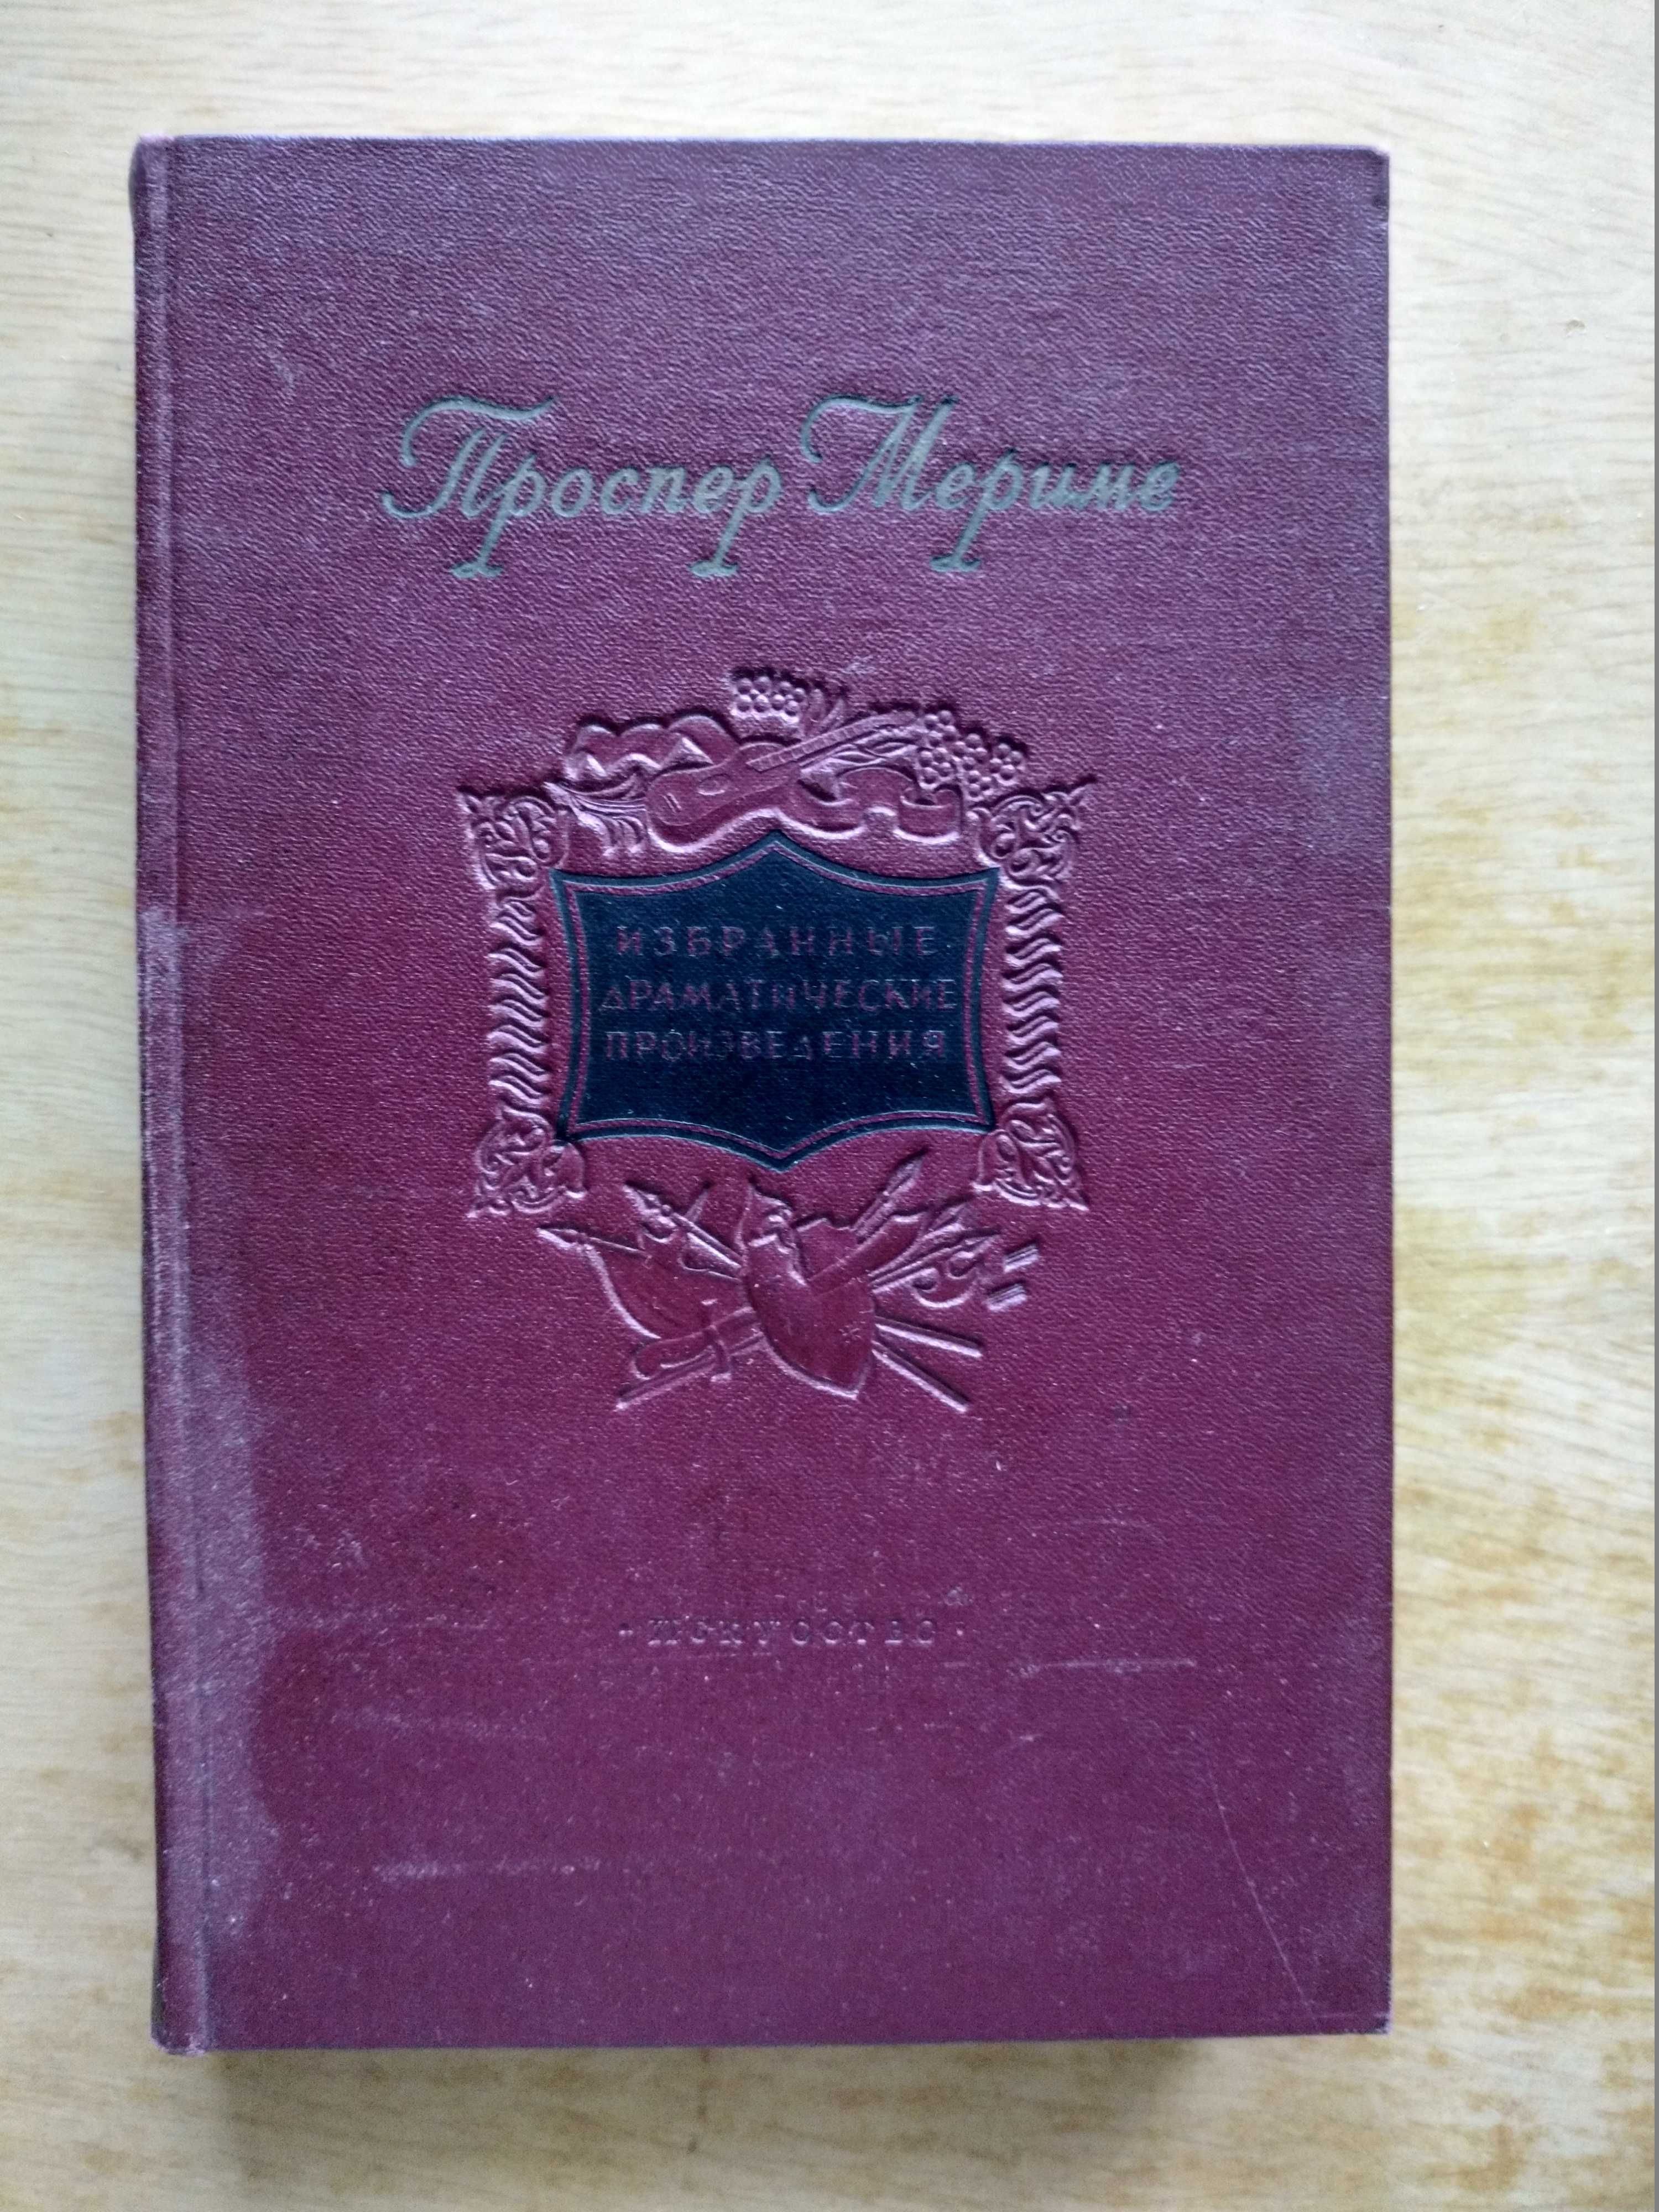 Проспер Мериме
ИЗБРАННЫЕ
ДРАМАТИЧЕСКИЕ
ПРОИЗВЕДЕНИЯ
· ИСКУССТВО ·